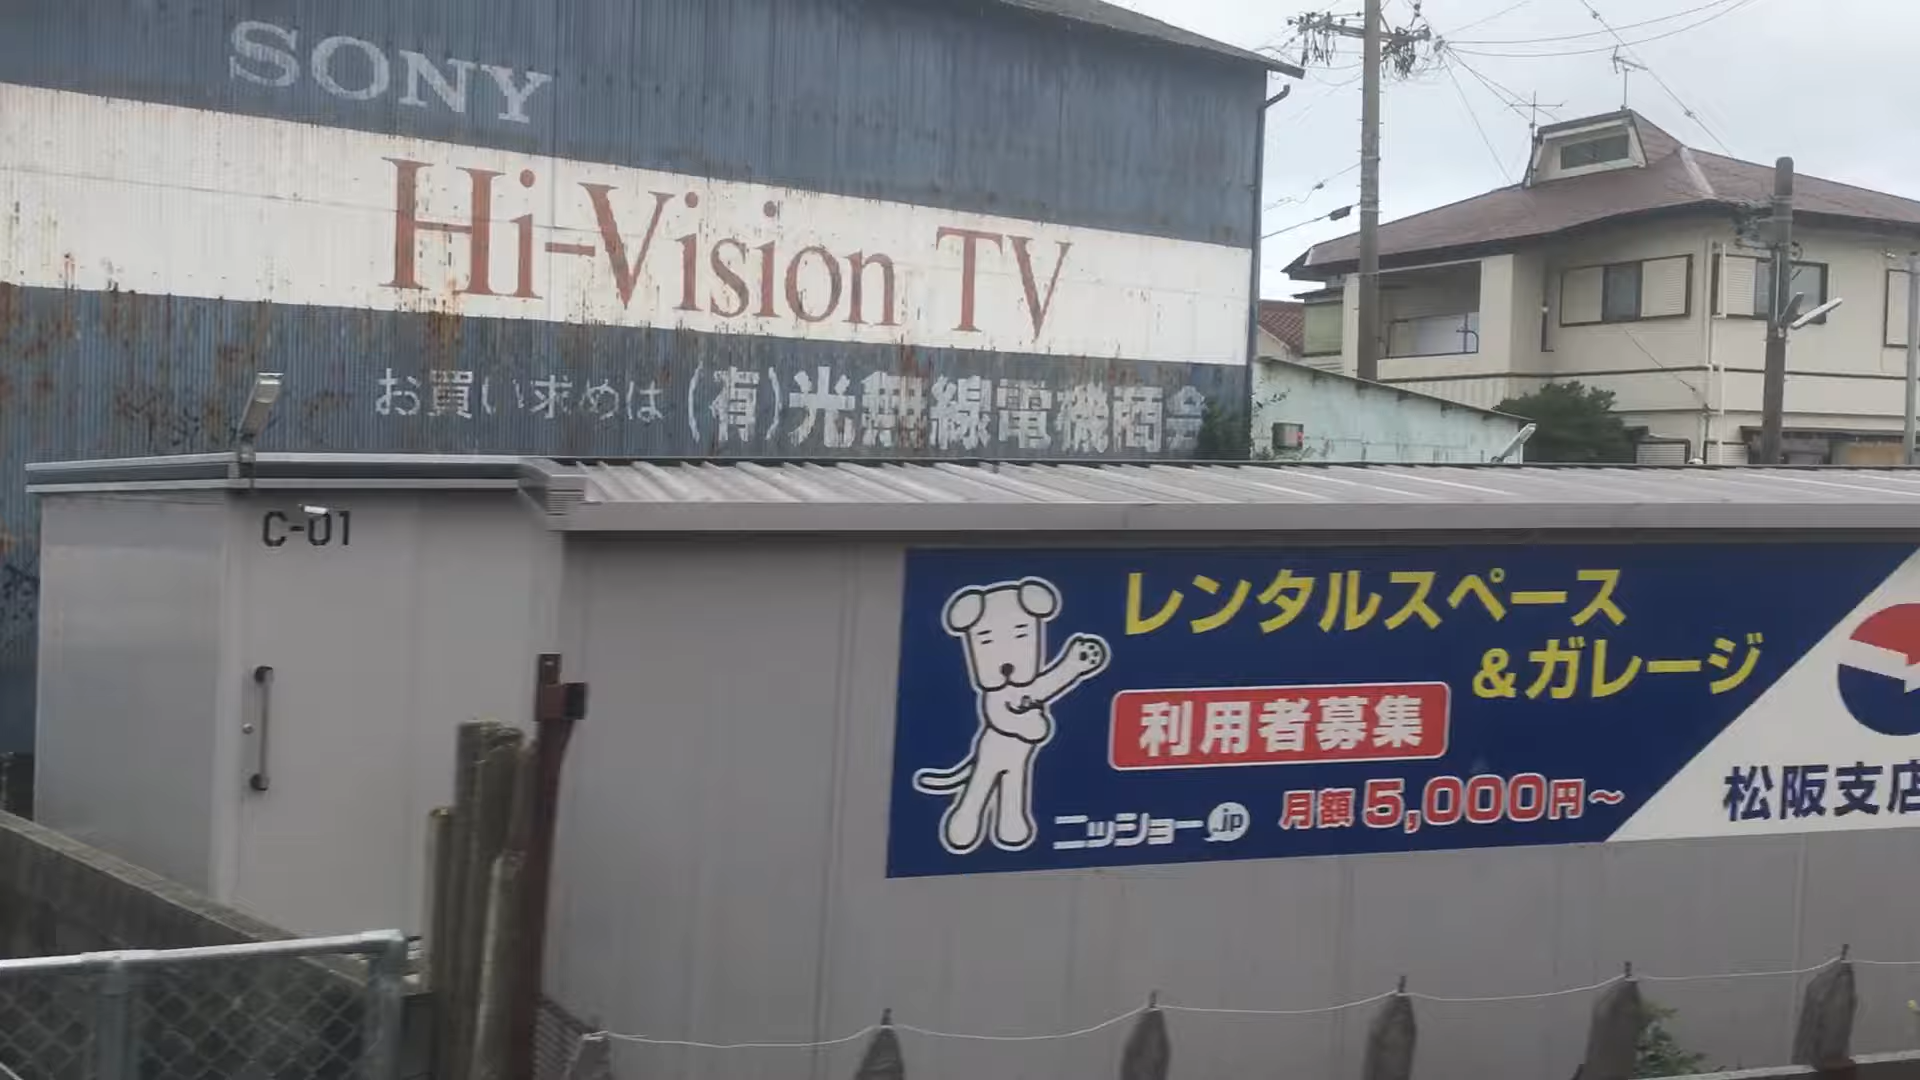 SONY
Hi-Vision TV
お買い求めは (有)光無線電機商会
C-01
レンタルスペース
&ガレージ
利用者募集
月額5,000円～
ニッショー.jp
松阪支店